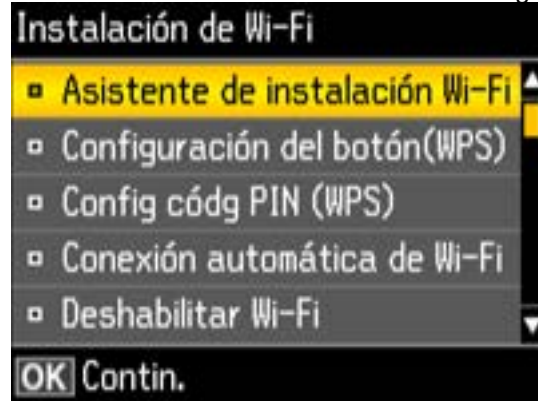 Instalación de Wi-Fi
Asistente de instalación Wi-Fi
Configuración del botón(WPS)
Config códg PIN (WPS)
Conexión automática de Wi-Fi
Deshabilitar Wi-Fi
OK Contin.